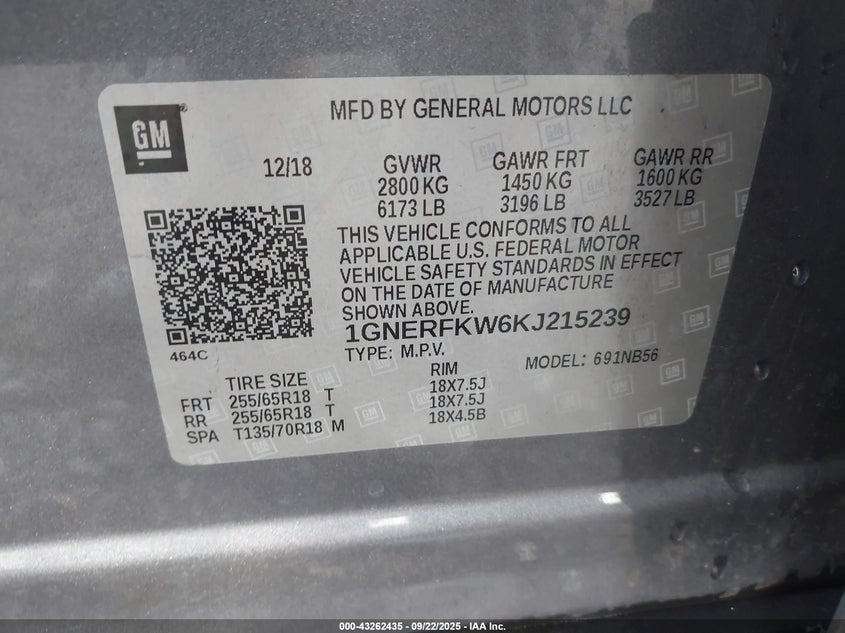 GM
®
MFD BY GENERAL MOTORS LLC
12/18
GVWR
2800 KG
6173 LB
GAWR FRT
1450 KG
3196 LB
GAWR RR
1600 KG
3527 LB
THIS VEHICLE CONFORMS TO ALL
APPLICABLE U.S. FEDERAL MOTOR
VEHICLE SAFETY STANDARDS IN EFFECT
ON THE DATE OF MANUFACTURE
SHOWN ABOVE.
1GNERFKW6KJ215239
464C
TYPE: M.P.V.
MODEL: 691NB56
TIRE SIZE RIM
FRT 255/65R18 T 18X7.5J
RR 255/65R18 T 18X7.5J
SPA T135/70R18 M 18X4.5B
000-43262435 - 09/22/2025 - IAA Inc.